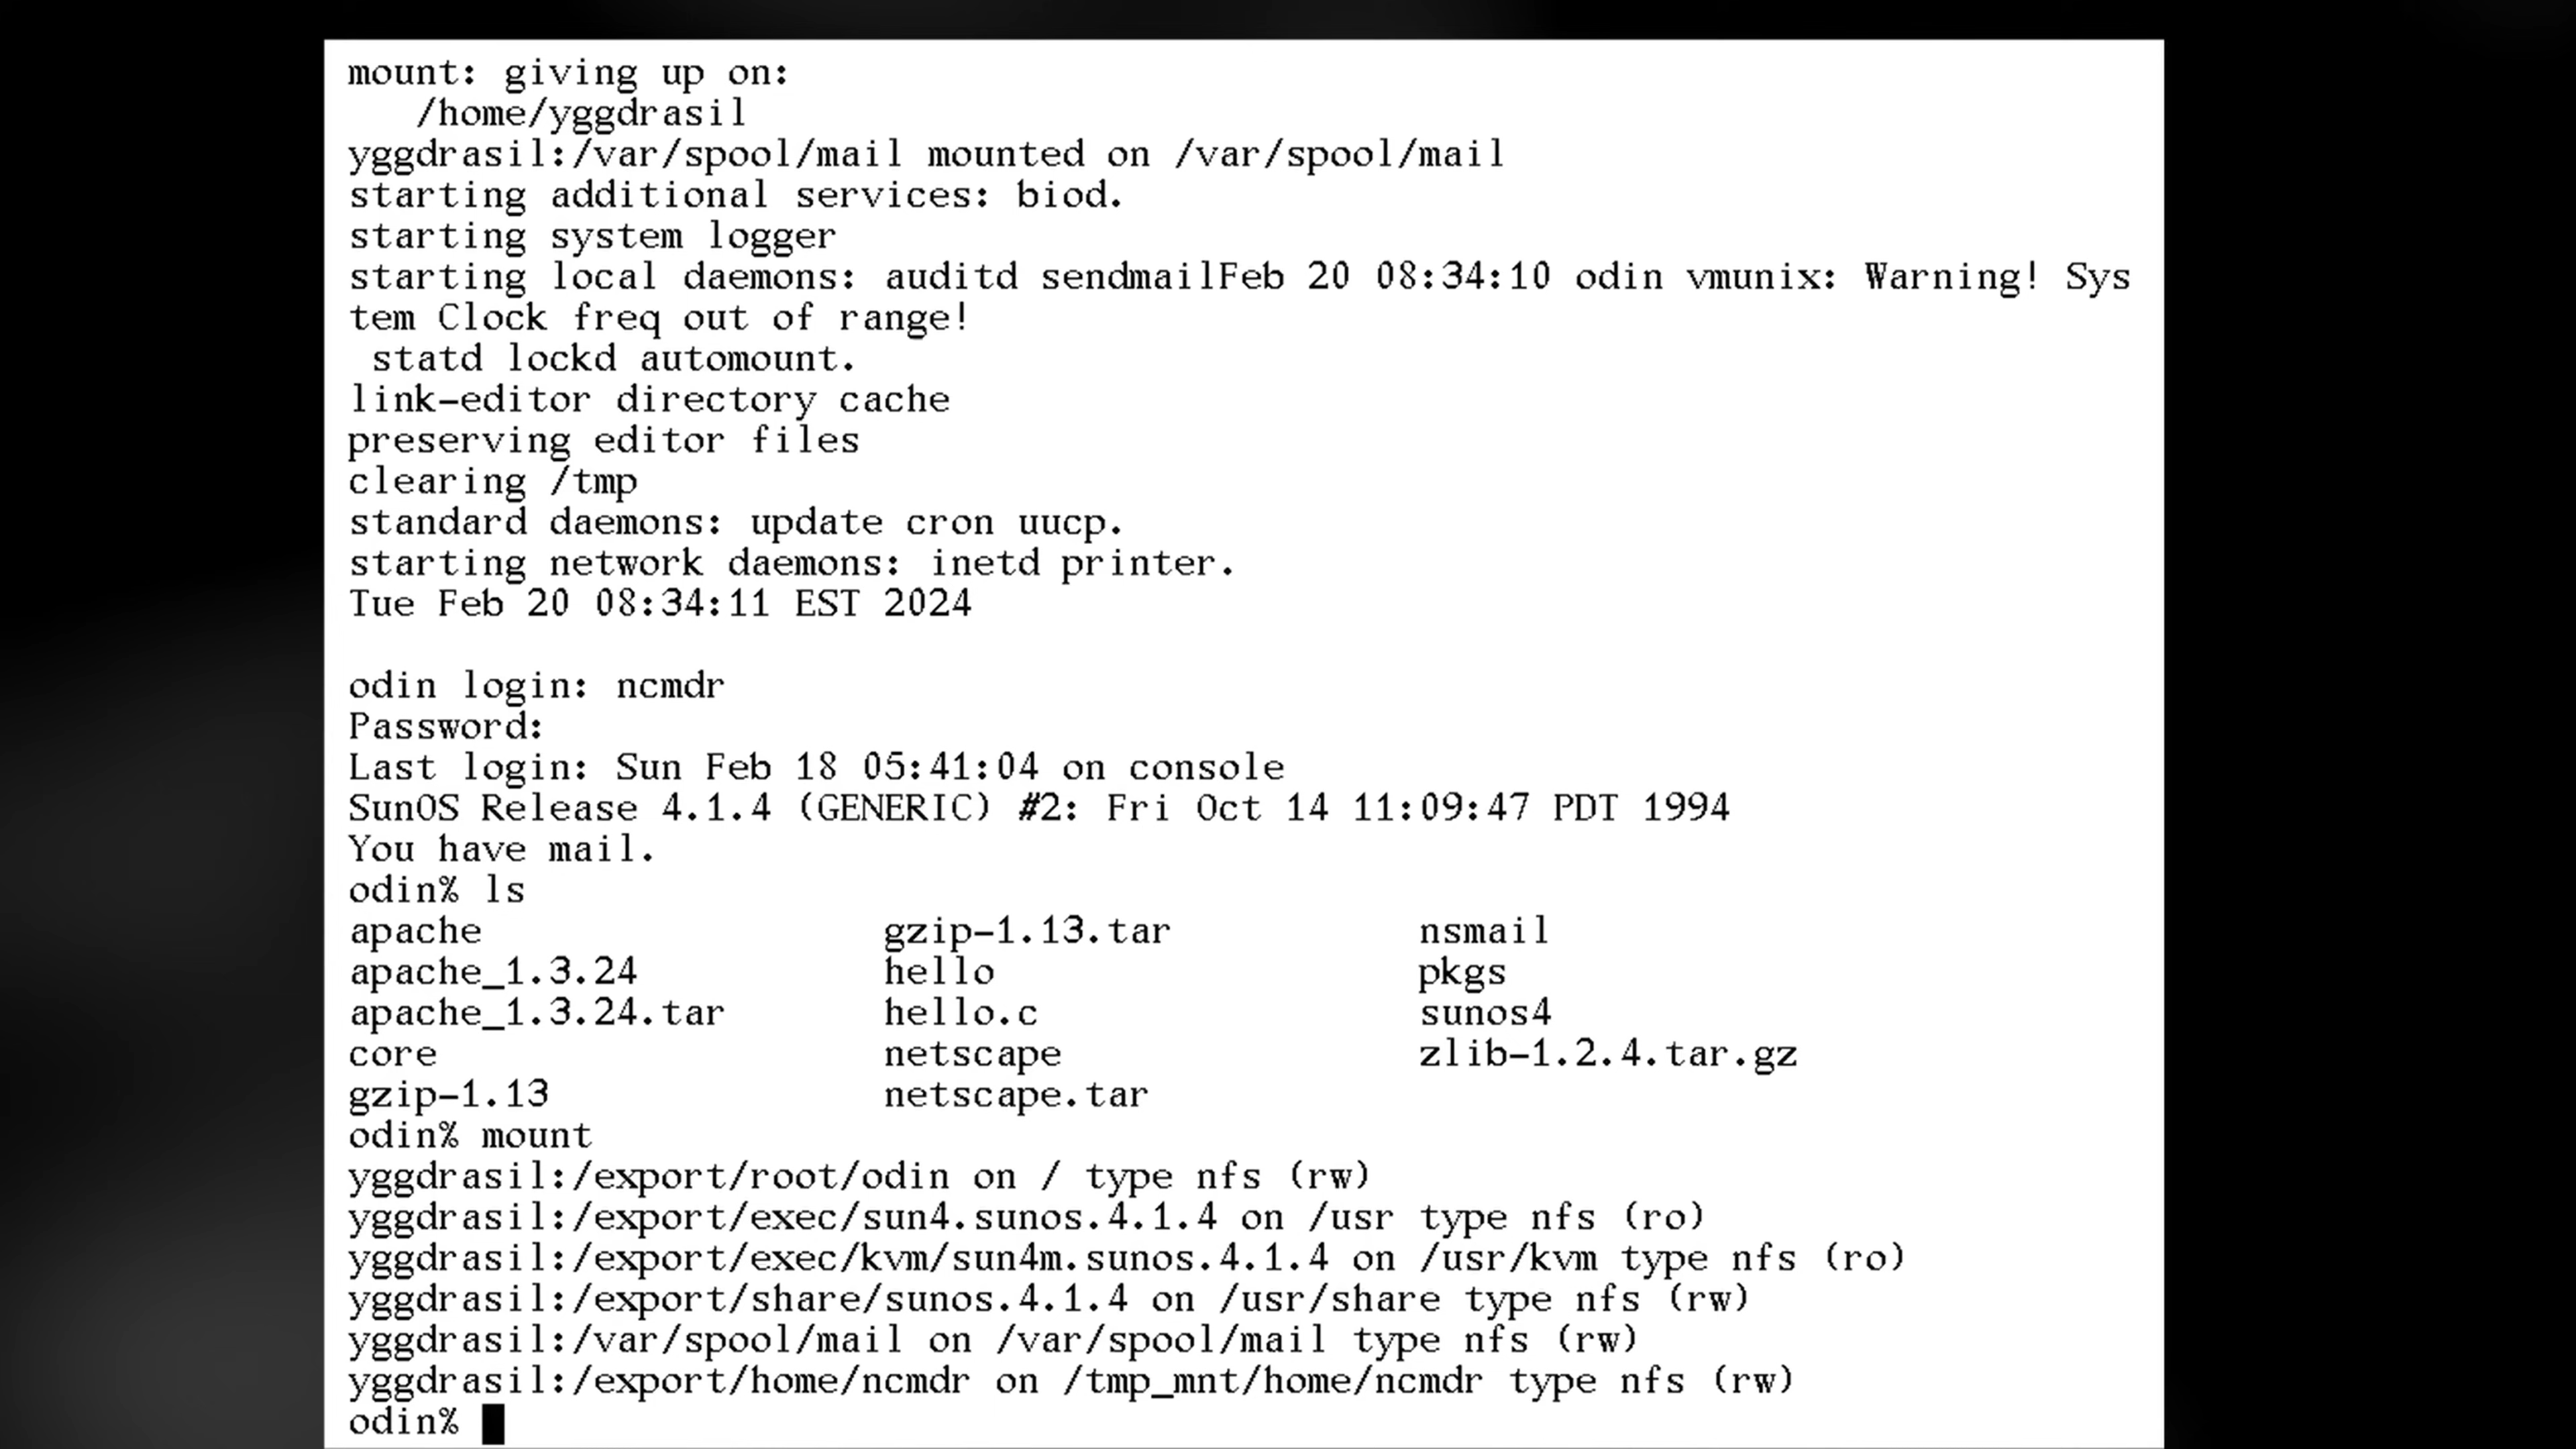 mount: giving up on:
   /home/yggdrasil
yggdrasil:/var/spool/mail mounted on /var/spool/mail
starting additional services: biod.
starting system logger
starting local daemons: auditd sendmailFeb 20 08:34:10 odin vmunix: Warning! Sys
tem Clock freq out of range!
 statd lockd automount.
link-editor directory cache
preserving editor files
clearing /tmp
standard daemons: update cron uucp.
starting network daemons: inetd printer.
Tue Feb 20 08:34:11 EST 2024

odin login: ncmdr
Password:
Last login: Sun Feb 18 05:41:04 on console
SunOS Release 4.1.4 (GENERIC) #2: Fri Oct 14 11:09:47 PDT 1994
You have mail.
odin% ls
apache                  gzip-1.13.tar           nsmail
apache_1.3.24           hello                   pkgs
apache_1.3.24.tar       hello.c                 sunos4
core                    netscape                zlib-1.2.4.tar.gz
gzip-1.13               netscape.tar
odin% mount
yggdrasil:/export/root/odin on / type nfs (rw)
yggdrasil:/export/exec/sun4.sunos.4.1.4 on /usr type nfs (ro)
yggdrasil:/export/exec/kvm/sun4m.sunos.4.1.4 on /usr/kvm type nfs (ro)
yggdrasil:/export/share/sunos.4.1.4 on /usr/share type nfs (rw)
yggdrasil:/var/spool/mail on /var/spool/mail type nfs (rw)
yggdrasil:/export/home/ncmdr on /tmp_mnt/home/ncmdr type nfs (rw)
odin%